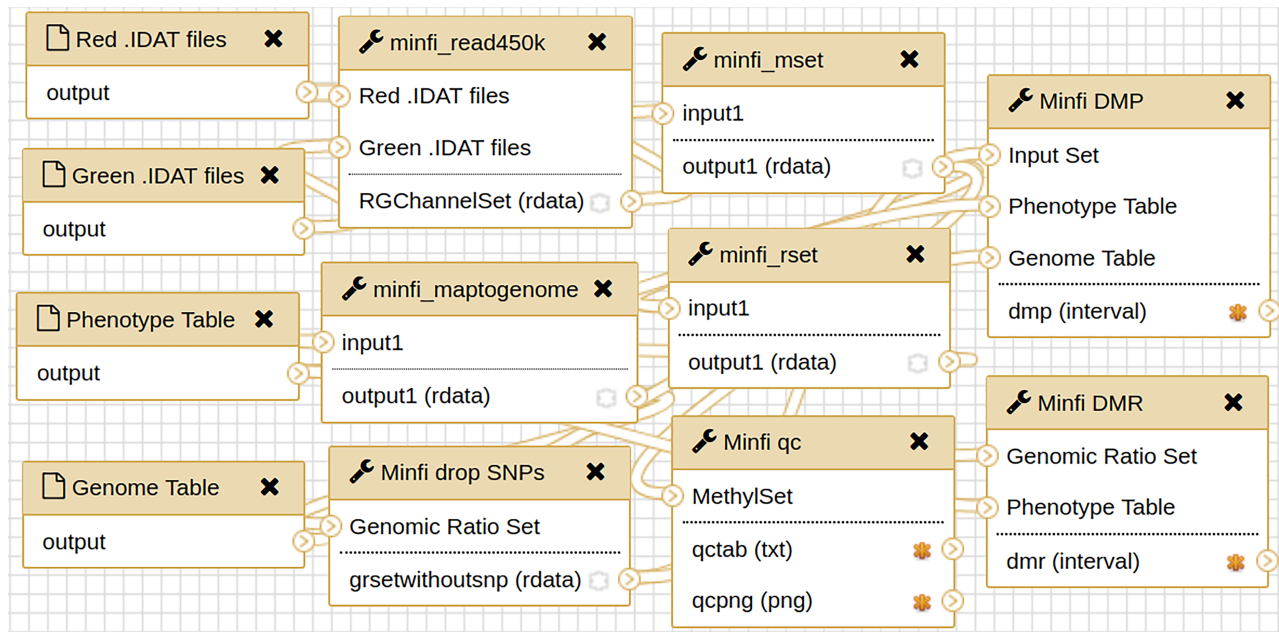 Red .IDAT files
output
Green .IDAT files
output
Phenotype Table
output
Genome Table
output
minfi_read450k
Red .IDAT files
Green .IDAT files
RGChannelSet (rdata)
minfi_maptogenome
input1
output1 (rdata)
Minfi drop SNPs
Genomic Ratio Set
grsetwithoutsnp (rdata)
minfi_mset
input1
output1 (rdata)
minfi_rset
input1
output1 (rdata)
Minfi qc
MethylSet
qctab (txt)
qcpng (png)
Minfi DMP
Input Set
Phenotype Table
Genome Table
dmp (interval)
Minfi DMR
Genomic Ratio Set
Phenotype Table
dmr (interval)